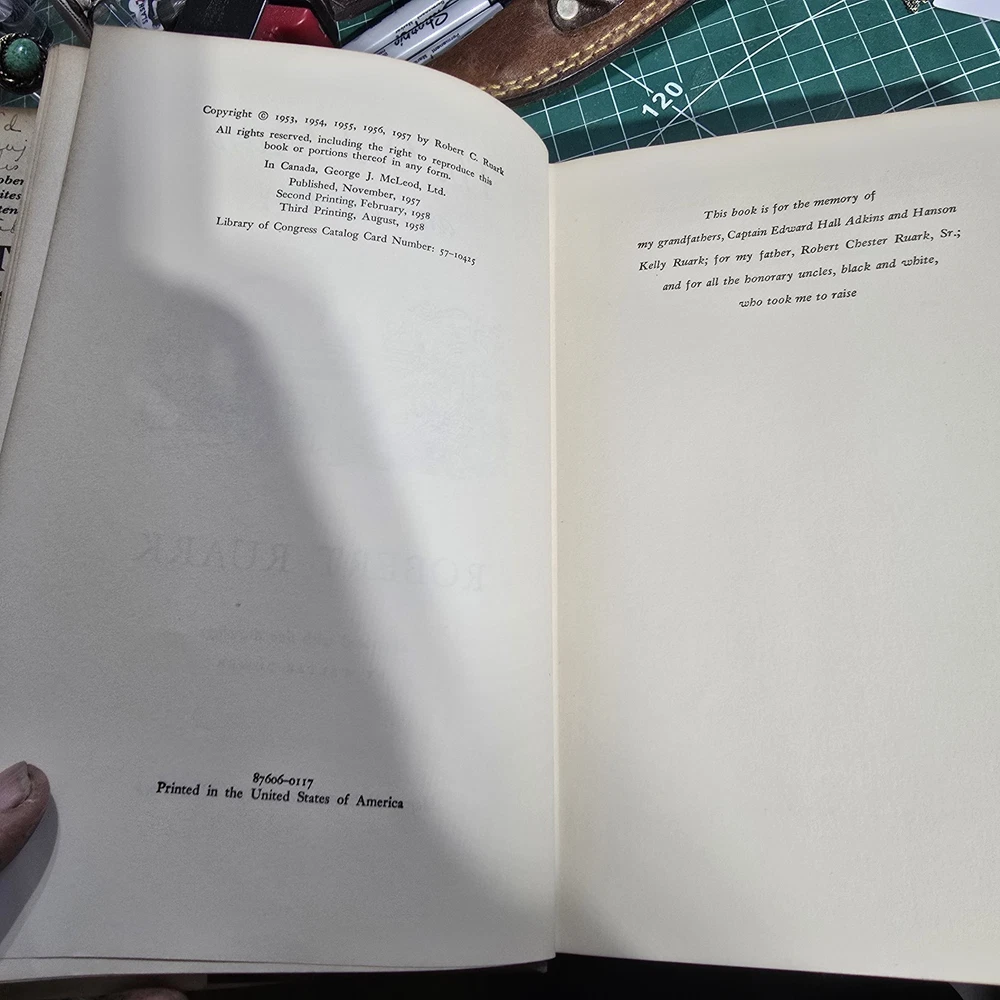 Copyright © 1953, 1954, 1955, 1956, 1957 by Robert C. Ruark
All rights reserved, including the right to reproduce this
book or portions thereof in any form.
In Canada, George J. McLeod, Ltd.
Published, November, 1957
Second Printing, February, 1958
Third Printing, August, 1958
Library of Congress Catalog Card Number: 57-10425
ROBERT RUARK
87606-0117
Printed in the United States of America
This book is for the memory of
my grandfathers, Captain Edward Hall Adkins and Hanson
Kelly Ruark; for my father, Robert Chester Ruark, Sr.;
and for all the honorary uncles, black and white,
who took me to raise
Sharpie
120